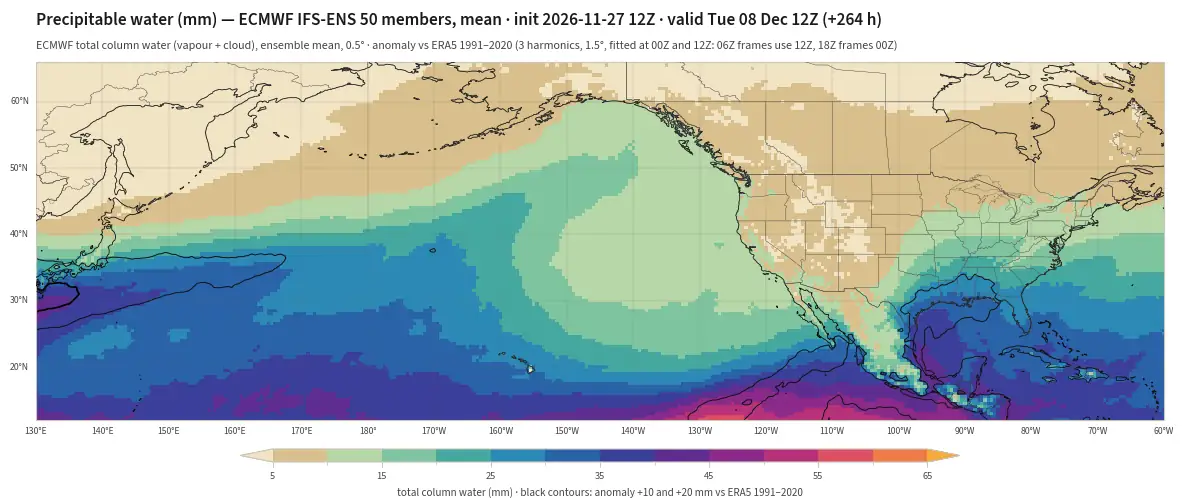 Precipitable water (mm) — ECMWF IFS-ENS 50 members, mean · init 2026-11-27 12Z · valid Tue 08 Dec 12Z (+264 h)
ECMWF total column water (vapour + cloud), ensemble mean, 0.5° · anomaly vs ERA5 1991–2020 (3 harmonics, 1.5°, fitted at 00Z and 12Z: 06Z frames use 12Z, 18Z frames 00Z)
60°N
50°N
40°N
30°N
20°N
130°E 140°E 150°E 160°E 170°E 180° 170°W 160°W 150°W 140°W 130°W 120°W 110°W 100°W 90°W 80°W 70°W 60°W
5 15 25 35 45 55 65
total column water (mm) · black contours: anomaly +10 and +20 mm vs ERA5 1991–2020